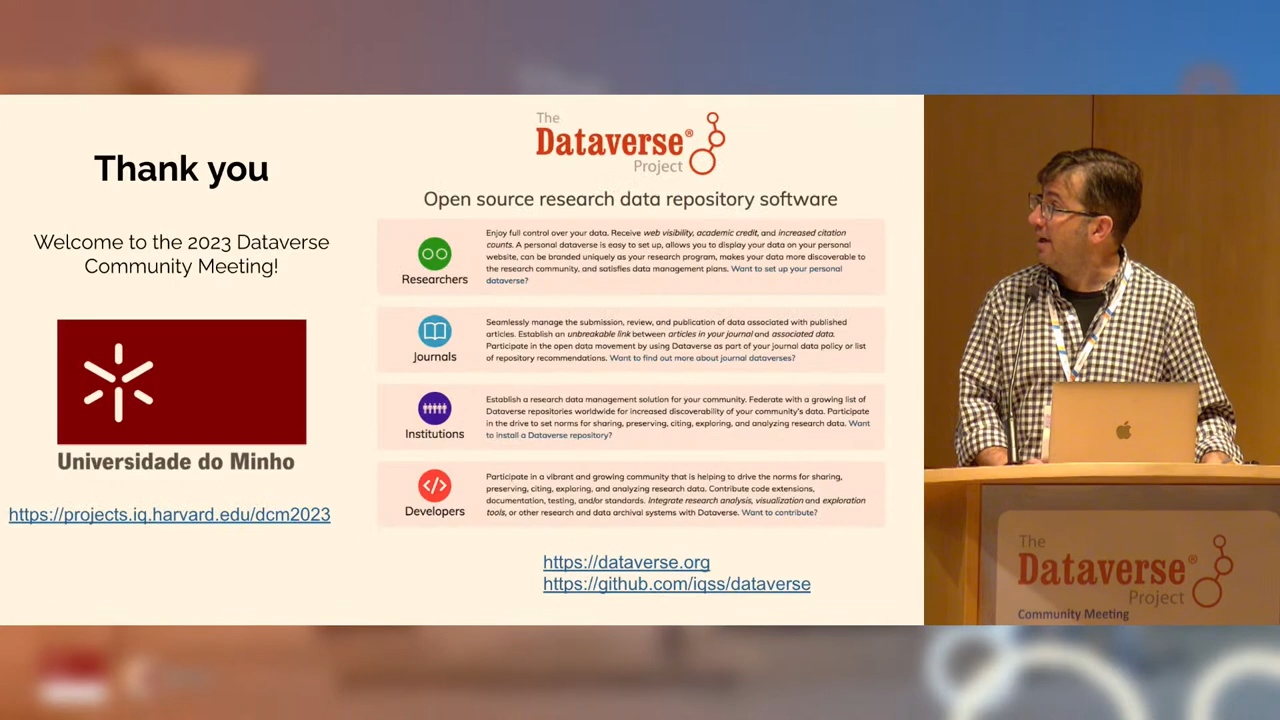 Thank you
Welcome to the 2023 Dataverse
Community Meeting!
Universidade do Minho
https://projects.iq.harvard.edu/dcm2023
The
Dataverse®
Project
Open source research data repository software
Researchers
Enjoy full control over your data. Receive web visibility, academic credit, and increased citation
counts. A personal dataverse is easy to set up, allows you to display your data on your personal
website, can be branded uniquely as your research program, makes your data more discoverable to
the research community, and satisfies data management plans. Want to set up your personal
dataverse?
Journals
Seamlessly manage the submission, review, and publication of data associated with published
articles. Establish an unbreakable link between articles in your journal and associated data.
Participate in the open data movement by using Dataverse as part of your journal data policy or list
of repository recommendations. Want to find out more about journal dataverses?
Institutions
Establish a research data management solution for your community. Federate with a growing list of
Dataverse repositories worldwide for increased discoverability of your community's data. Participate
in the drive to set norms for sharing, preserving, citing, exploring, and analyzing research data. Want
to install a Dataverse repository?
Developers
Participate in a vibrant and growing community that is helping to drive the norms for sharing,
preserving, citing, exploring, and analyzing research data. Contribute code extensions,
documentation, testing, and/or standards. Integrate research analysis, visualization and exploration
tools, or other research and data archival systems with Dataverse. Want to contribute?
https://dataverse.org
https://github.com/iqss/dataverse
The
Dataverse®
Project
Community Meeting